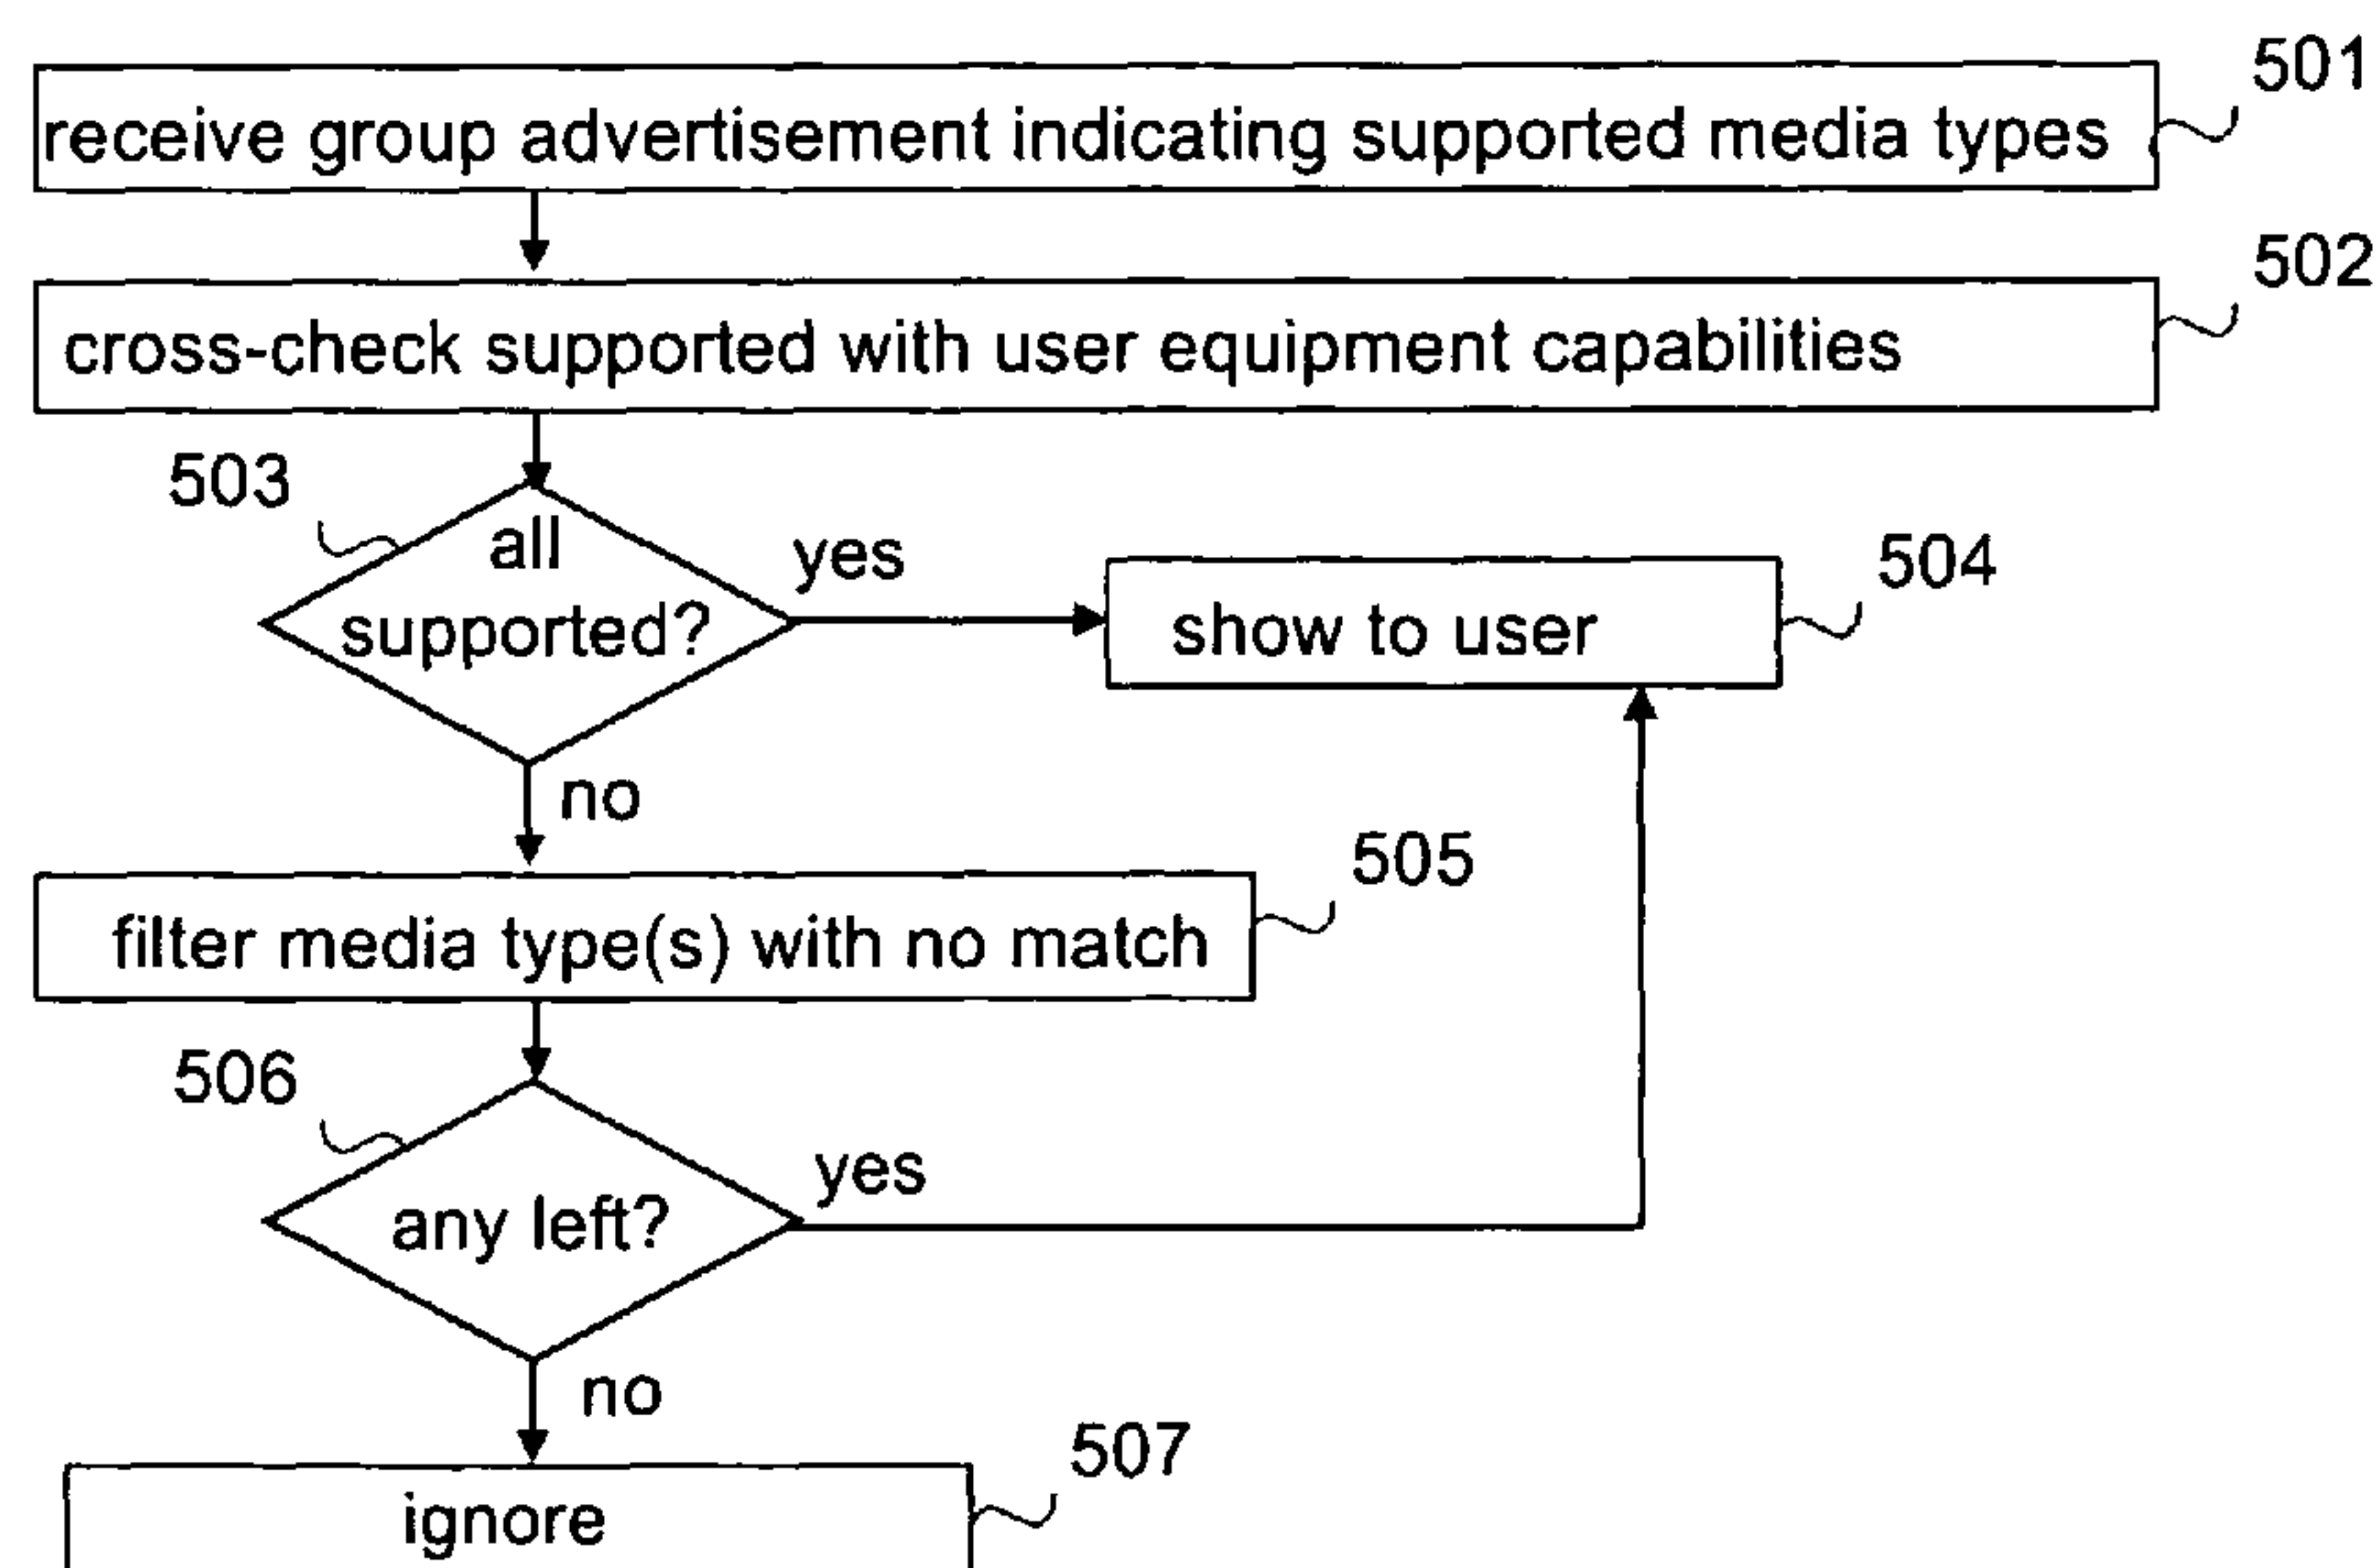 501
receive group advertisement indicating supported media types
502
cross-check supported with user equipment capabilities
503
all
supported?
yes
504
show to user
no
505
filter media type(s) with no match
506
any left?
yes
no
507
ignore